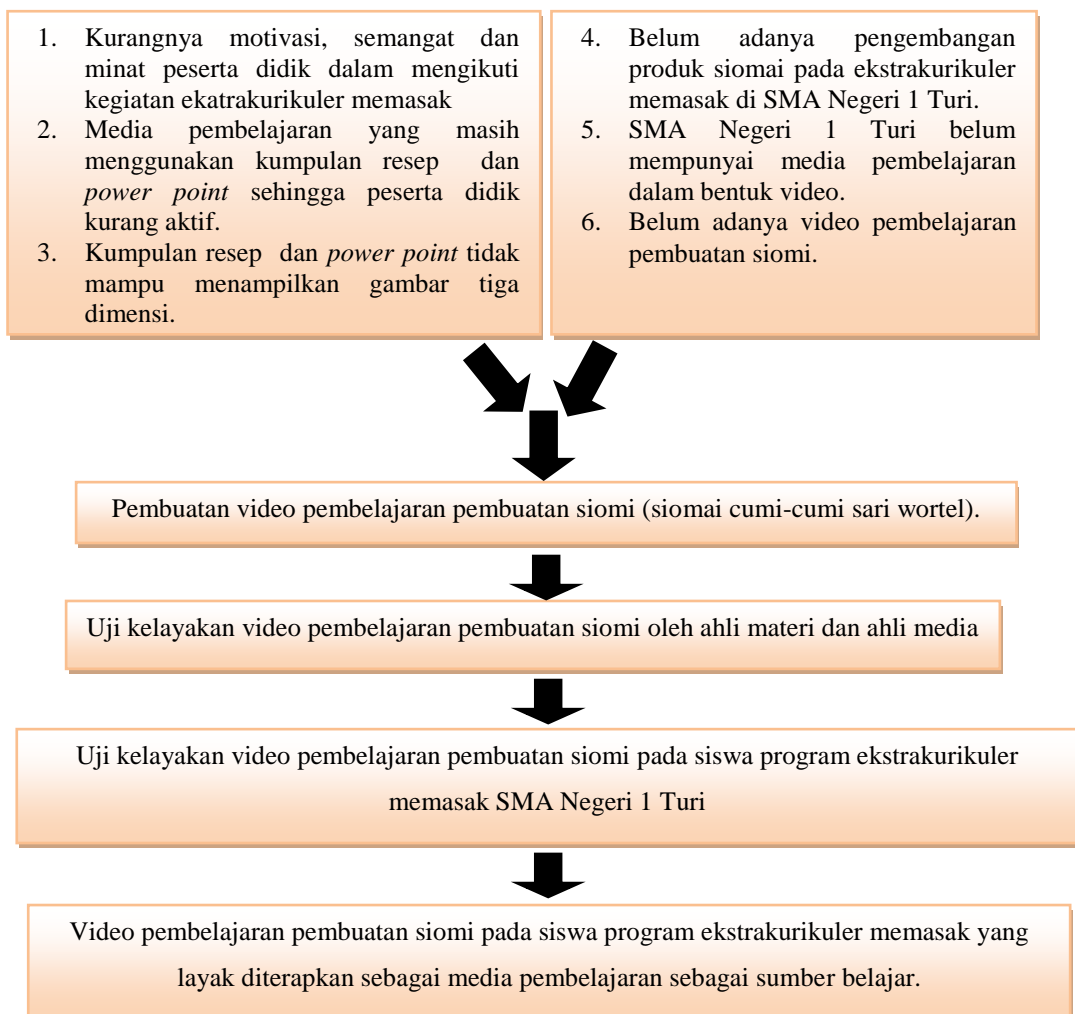 1. Kurangnya motivasi, semangat dan
minat peserta didik dalam mengikuti
kegiatan ekatrakurikuler memasak
2. Media pembelajaran yang masih
menggunakan kumpulan resep dan
power point sehingga peserta didik
kurang aktif.
3. Kumpulan resep dan power point tidak
mampu menampilkan gambar tiga
dimensi.
4. Belum adanya pengembangan
produk siomai pada ekstrakurikuler
memasak di SMA Negeri 1 Turi.
5. SMA Negeri 1 Turi belum
mempunyai media pembelajaran
dalam bentuk video.
6. Belum adanya video pembelajaran
pembuatan siomi.
Pembuatan video pembelajaran pembuatan siomi (siomai cumi-cumi sari wortel).
Uji kelayakan video pembelajaran pembuatan siomi oleh ahli materi dan ahli media
Uji kelayakan video pembelajaran pembuatan siomi pada siswa program ekstrakurikuler
memasak SMA Negeri 1 Turi
Video pembelajaran pembuatan siomi pada siswa program ekstrakurikuler memasak yang
layak diterapkan sebagai media pembelajaran sebagai sumber belajar.